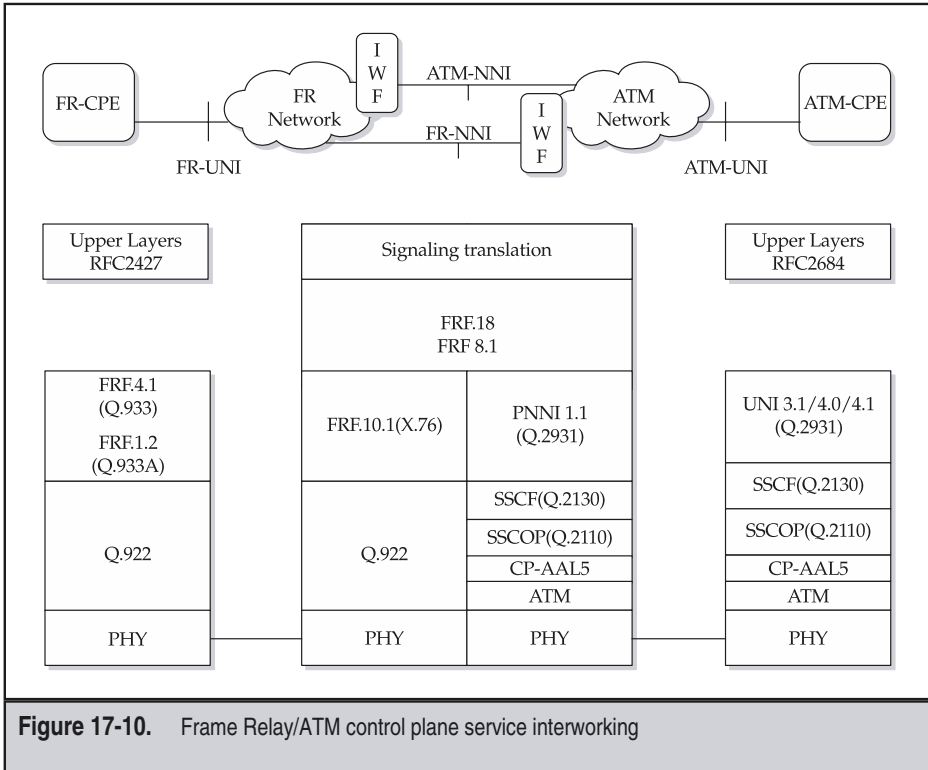 I
W
F
FR-CPE
FR
Network
ATM-NNI
ATM
Network
ATM-CPE
FR-NNI
I
W
F
FR-UNI
ATM-UNI
Upper Layers
RFC2427
Signaling translation
Upper Layers
RFC2684
FRF.18
FRF 8.1
FRF.4.1
(Q.933)
FRF.1.2
(Q.933A)
FRF.10.1(X.76)
PNNI 1.1
(Q.2931)
UNI 3.1/4.0/4.1
(Q.2931)
Q.922
Q.922
SSCF(Q.2130)
SSCOP(Q.2110)
CP-AAL5
ATM
SSCF(Q.2130)
SSCOP(Q.2110)
CP-AAL5
ATM
PHY
PHY
PHY
PHY
Figure 17-10. Frame Relay/ATM control plane service interworking